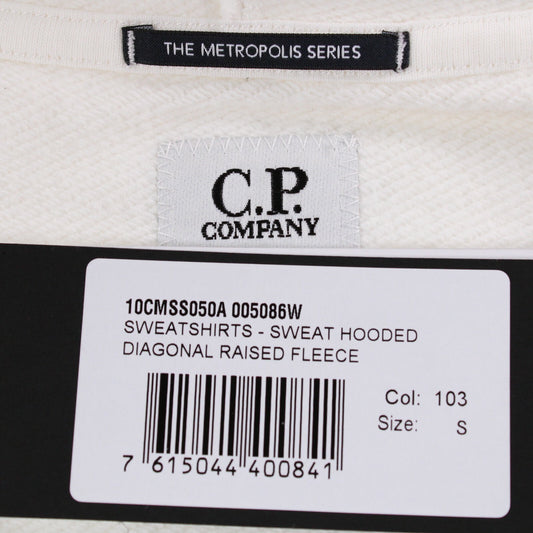 THE METROPOLIS SERIES
C.P.
COMPANY
10CMSS050A 005086W
SWEATSHIRTS - SWEAT HOODED
DIAGONAL RAISED FLEECE
Col: 103
Size: S
7 615044 400841